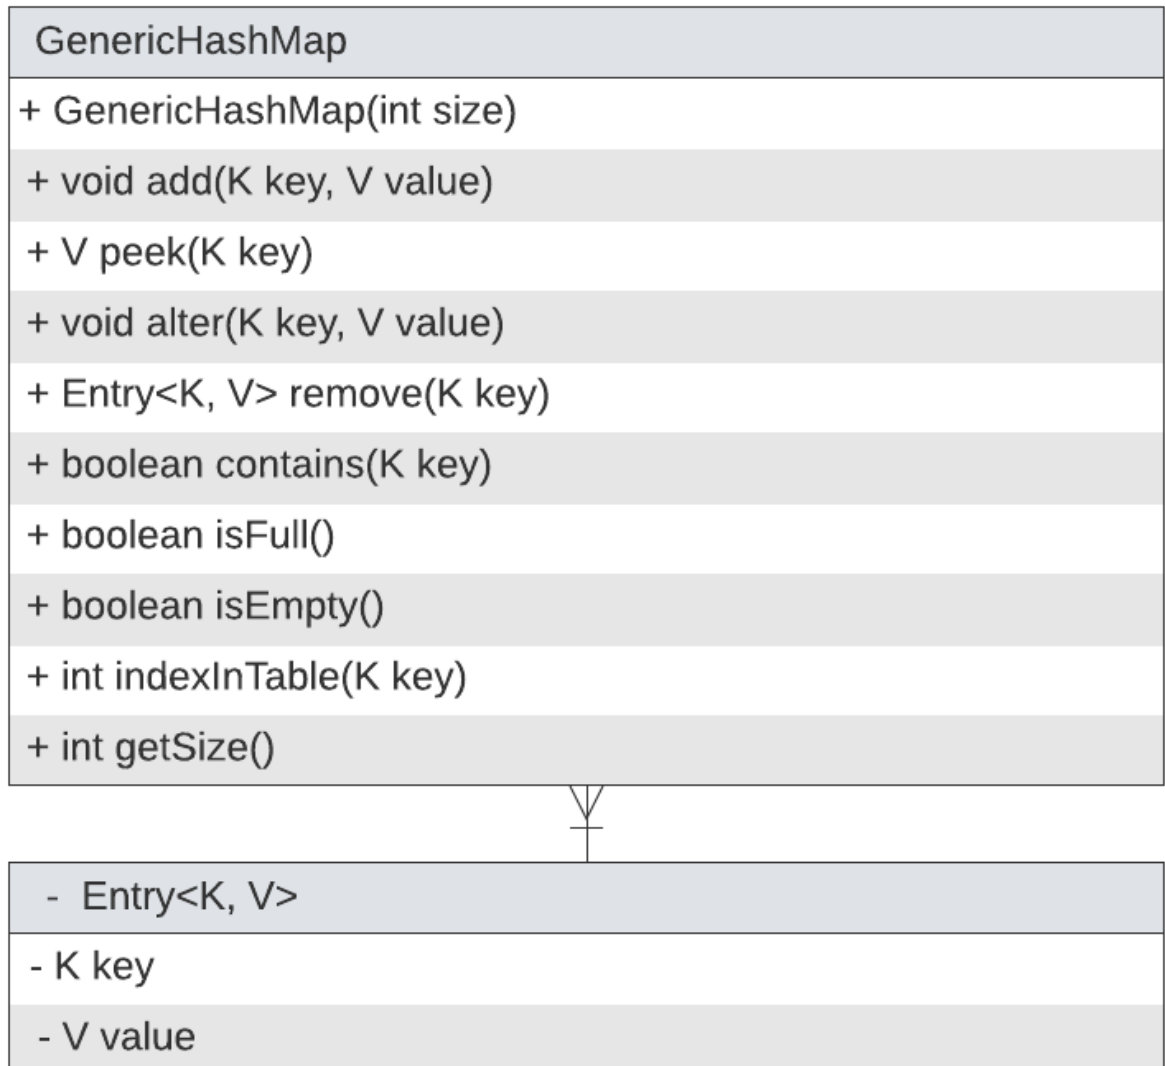 GenericHashMap
+ GenericHashMap(int size)
+ void add(K key, V value)
+ V peek(K key)
+ void alter(K key, V value)
+ Entry<K, V> remove(K key)
+ boolean contains(K key)
+ boolean isFull()
+ boolean isEmpty()
+ int indexInTable(K key)
+ int getSize()
- Entry<K, V>
- K key
- V value